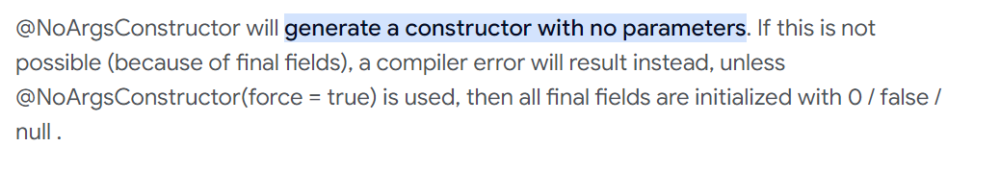 @NoArgsConstructor will generate a constructor with no parameters. If this is not
possible (because of final fields), a compiler error will result instead, unless
@NoArgsConstructor(force = true) is used, then all final fields are initialized with 0 / false /
null .